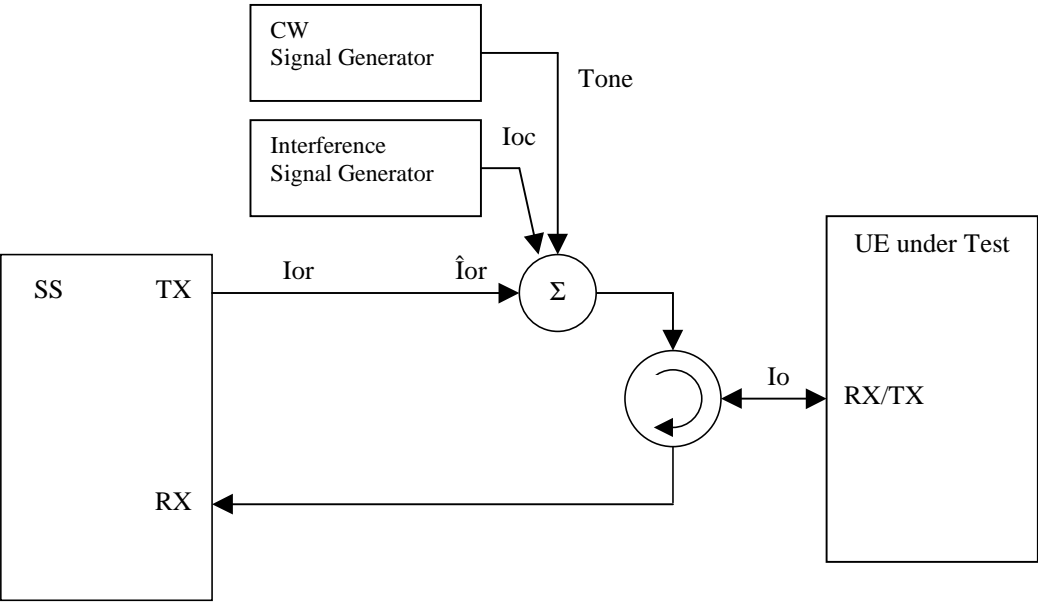 CW
Signal Generator
Tone
Interference
Signal Generator
Ioc
UE under Test
SS
TX
Ior
Îor
Σ
Io
RX/TX
RX